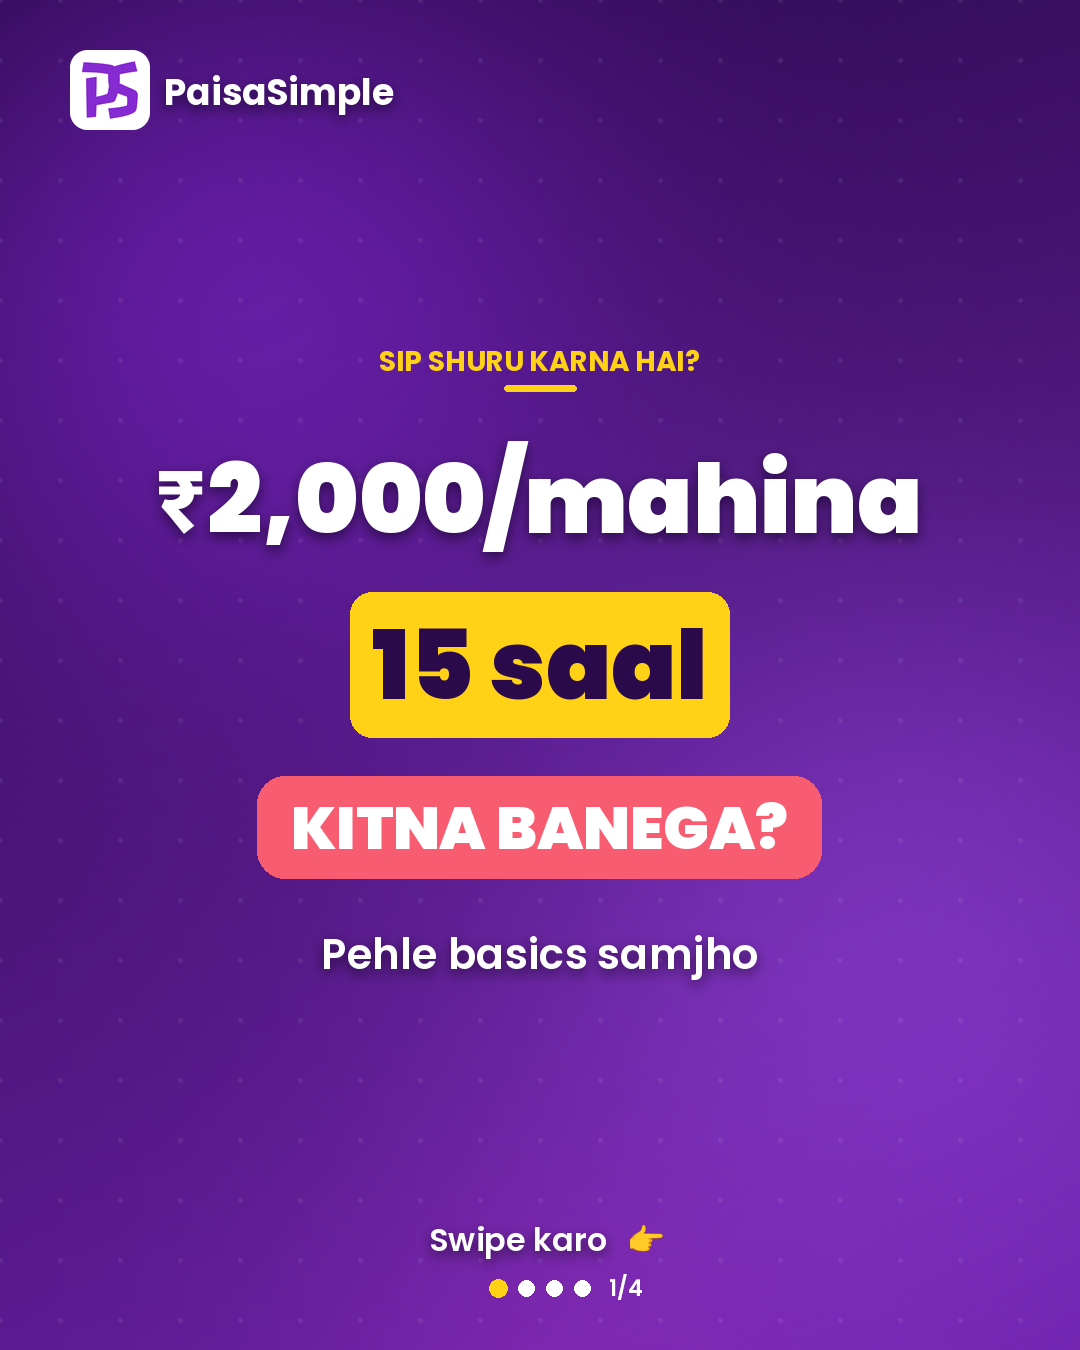 PS PaisaSimple
SIP SHURU KARNA HAI?
₹2,000/mahina
15 saal
KITNA BANEGA?
Pehle basics samjho
Swipe karo 👉
1/4